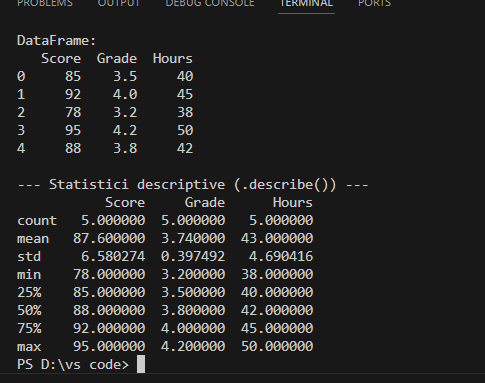 PROBLEMS OUTPUT DEBUG CONSOLE TERMINAL PORTS
DataFrame:
   Score  Grade  Hours
0     85    3.5     40
1     92    4.0     45
2     78    3.2     38
3     95    4.2     50
4     88    3.8     42
--- Statistici descriptive (.describe()) ---
           Score     Grade      Hours
count   5.000000  5.000000   5.000000
mean   87.600000  3.740000  43.000000
std     6.580274  0.397492   4.690416
min    78.000000  3.200000  38.000000
25%    85.000000  3.500000  40.000000
50%    88.000000  3.800000  42.000000
75%    92.000000  4.000000  45.000000
max    95.000000  4.200000  50.000000
PS D:\vs code>